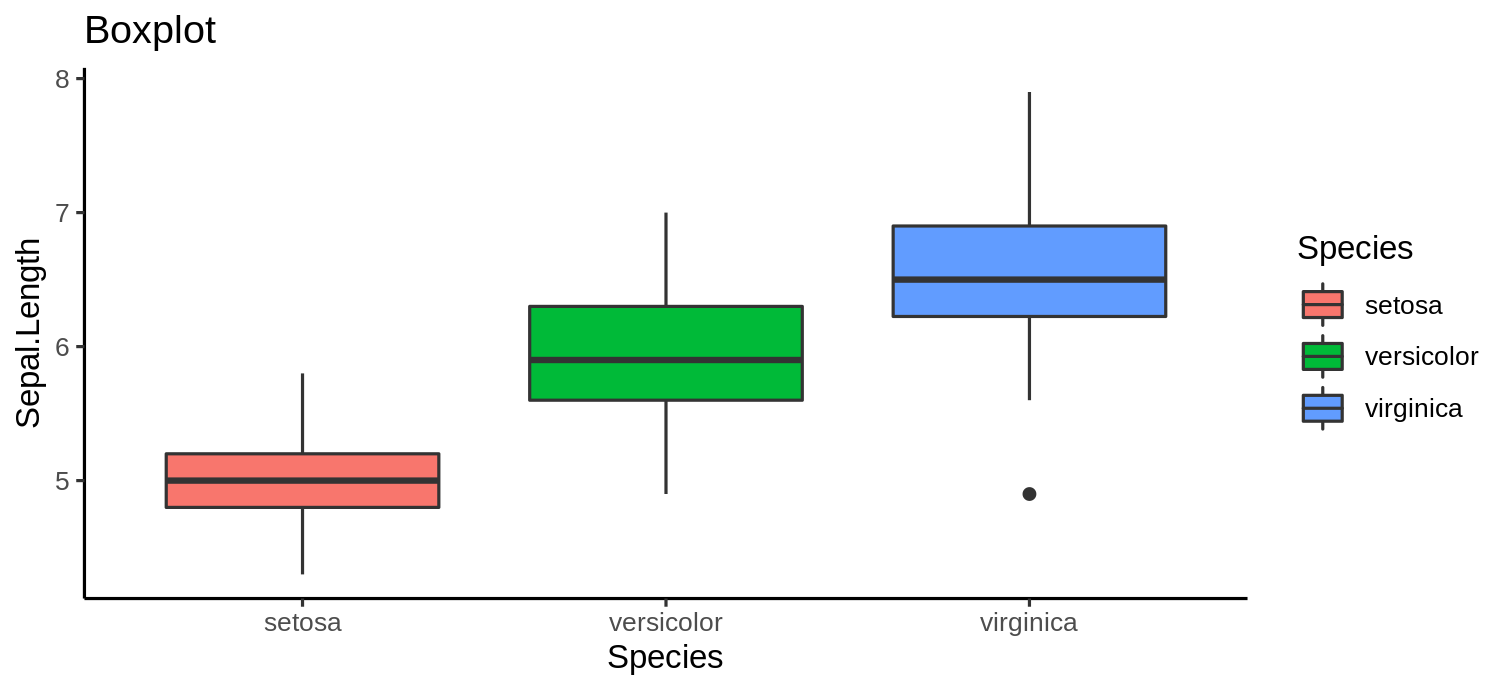 Boxplot
8
7
6
5
Sepal.Length
setosa versicolor virginica
Species
Species
setosa
versicolor
virginica